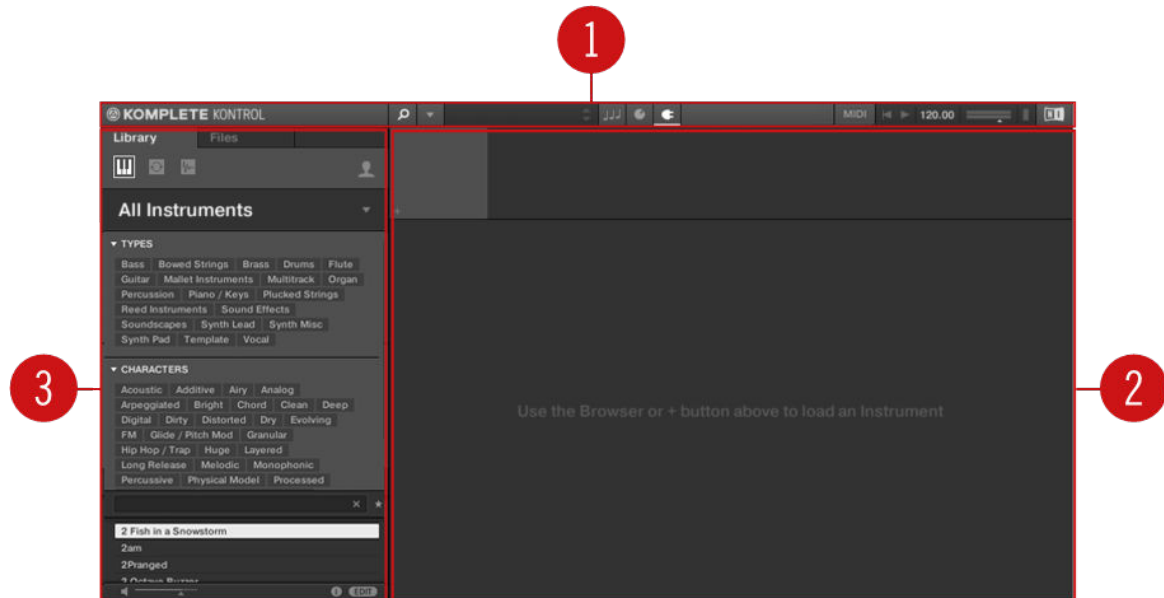 1
KOMPLETE KONTROL
MIDI
120.00
Library Files
All Instruments
TYPES
Bass Bowed Strings Brass Drums Flute
Guitar Mallet Instruments Multitrack Organ
Percussion Piano / Keys Plucked Strings
Reed Instruments Sound Effects
Soundscapes Synth Lead Synth Misc
Synth Pad Template Vocal
CHARACTERS
Acoustic Additive Airy Analog
Arpeggiated Bright Chord Clean Deep
Digital Dirty Distorted Dry Evolving
FM Glide / Pitch Mod Granular
Hip Hop / Trap Huge Layered
Long Release Melodic Monophonic
Percussive Physical Model Processed
2 Fish in a Snowstorm
2am
2Pranged
2 Octave Buzzer
EDIT
3
Use the Browser or + button above to load an Instrument
2